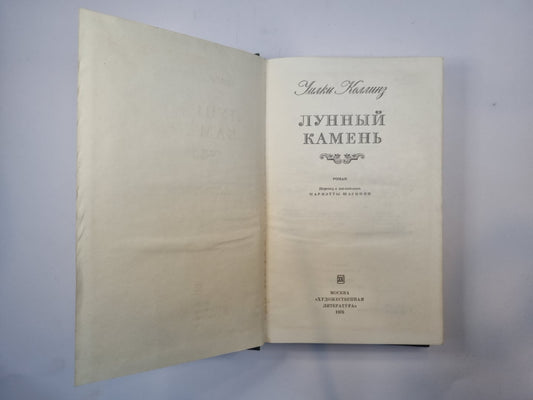 Уилки Коллинз
ЛУННЫЙ
КАМЕНЬ
РОМАН
Перевод с английского
МАРИЭТТЫ ШАГИНЯН
МОСКВА
«ХУДОЖЕСТВЕННАЯ
ЛИТЕРАТУРА»